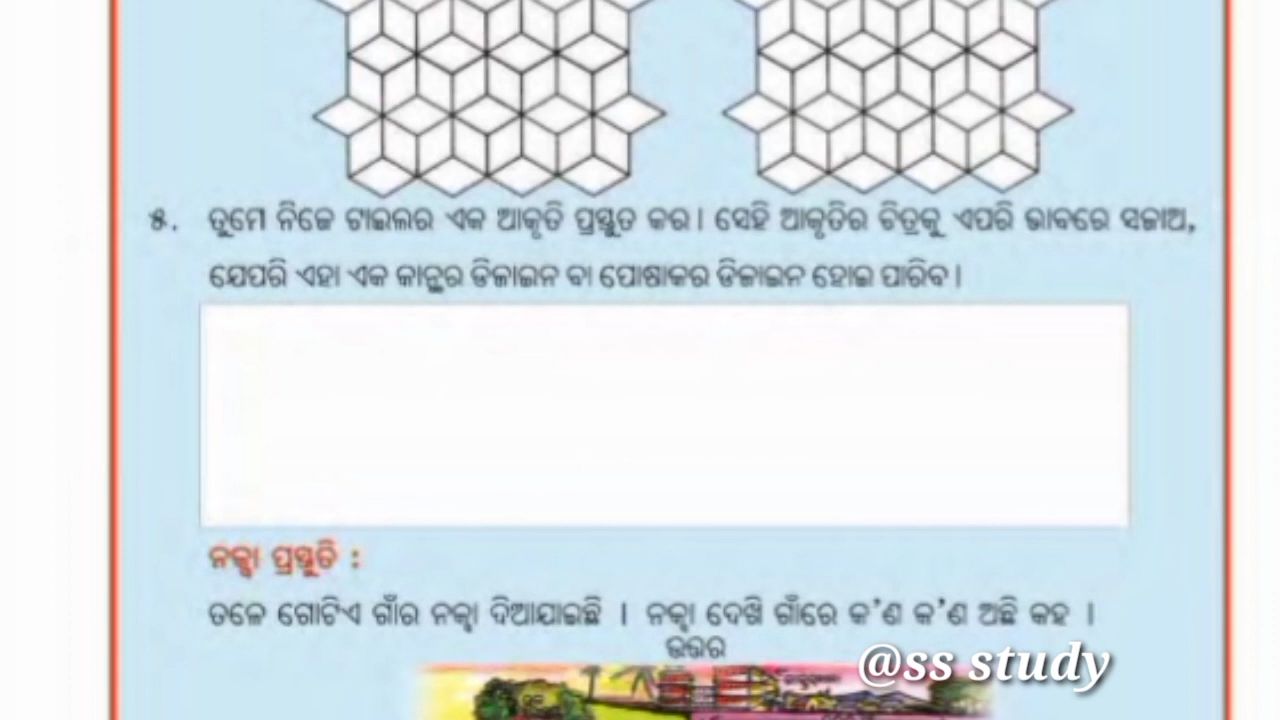 ୫. ତୁମେ ନିଜେ ଟାଇଲର ଏକ ଆକୃତି ପ୍ରସ୍ତୁତ କର। ସେହି ଆକୃତିର ଚିତ୍ରକୁ ଏପରି ଭାବରେ ସଜାଅ,
ଯେପରି ଏହା ଏକ କାନ୍ଥର ଡିଜାଇନ ବା ପୋଷାକର ଡିଜାଇନ ହୋଇ ପାରିବ।
ନକ୍ସା ପ୍ରସ୍ତୁତି :
ତଳେ ଗୋଟିଏ ଗାଁର ନକ୍ସା ଦିଆଯାଇଛି । ନକ୍ସା ଦେଖି ଗାଁରେ କ'ଣ କ'ଣ ଅଛି କହ ।
ଉତ୍ତର
@ss study